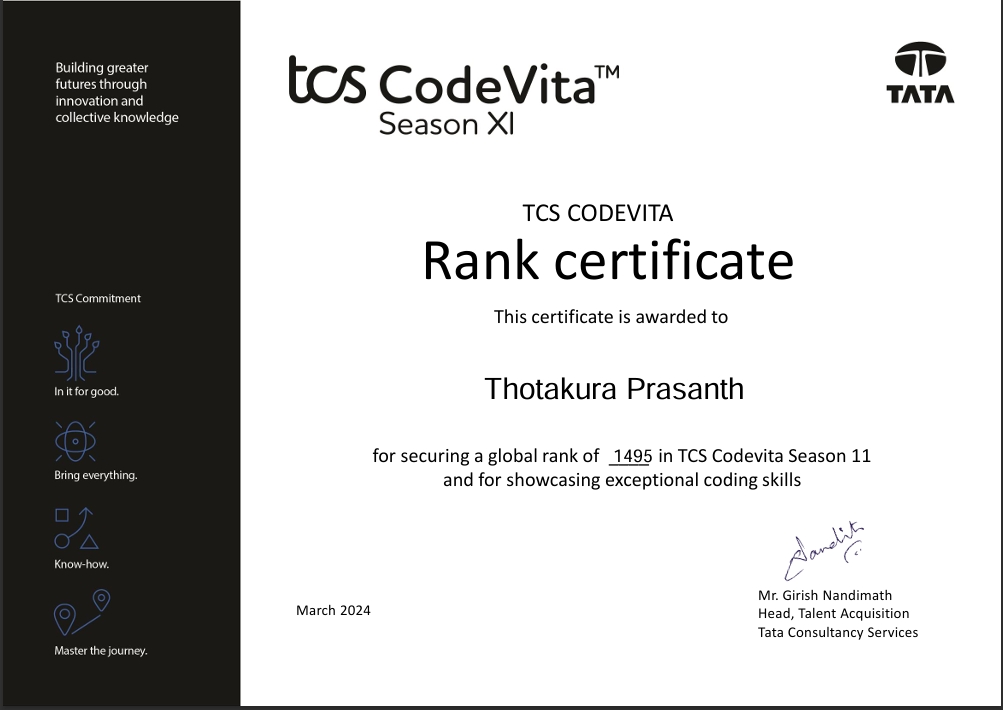 Building greater
futures through
innovation and
collective knowledge
TCS Commitment
In it for good.
Bring everything.
Know-how.
Master the journey.
tcs CodeVita™
Season XI
TATA
TCS CODEVITA
Rank certificate
This certificate is awarded to
Thotakura Prasanth
for securing a global rank of 1495 in TCS Codevita Season 11
and for showcasing exceptional coding skills
March 2024
Mr. Girish Nandimath
Head, Talent Acquisition
Tata Consultancy Services